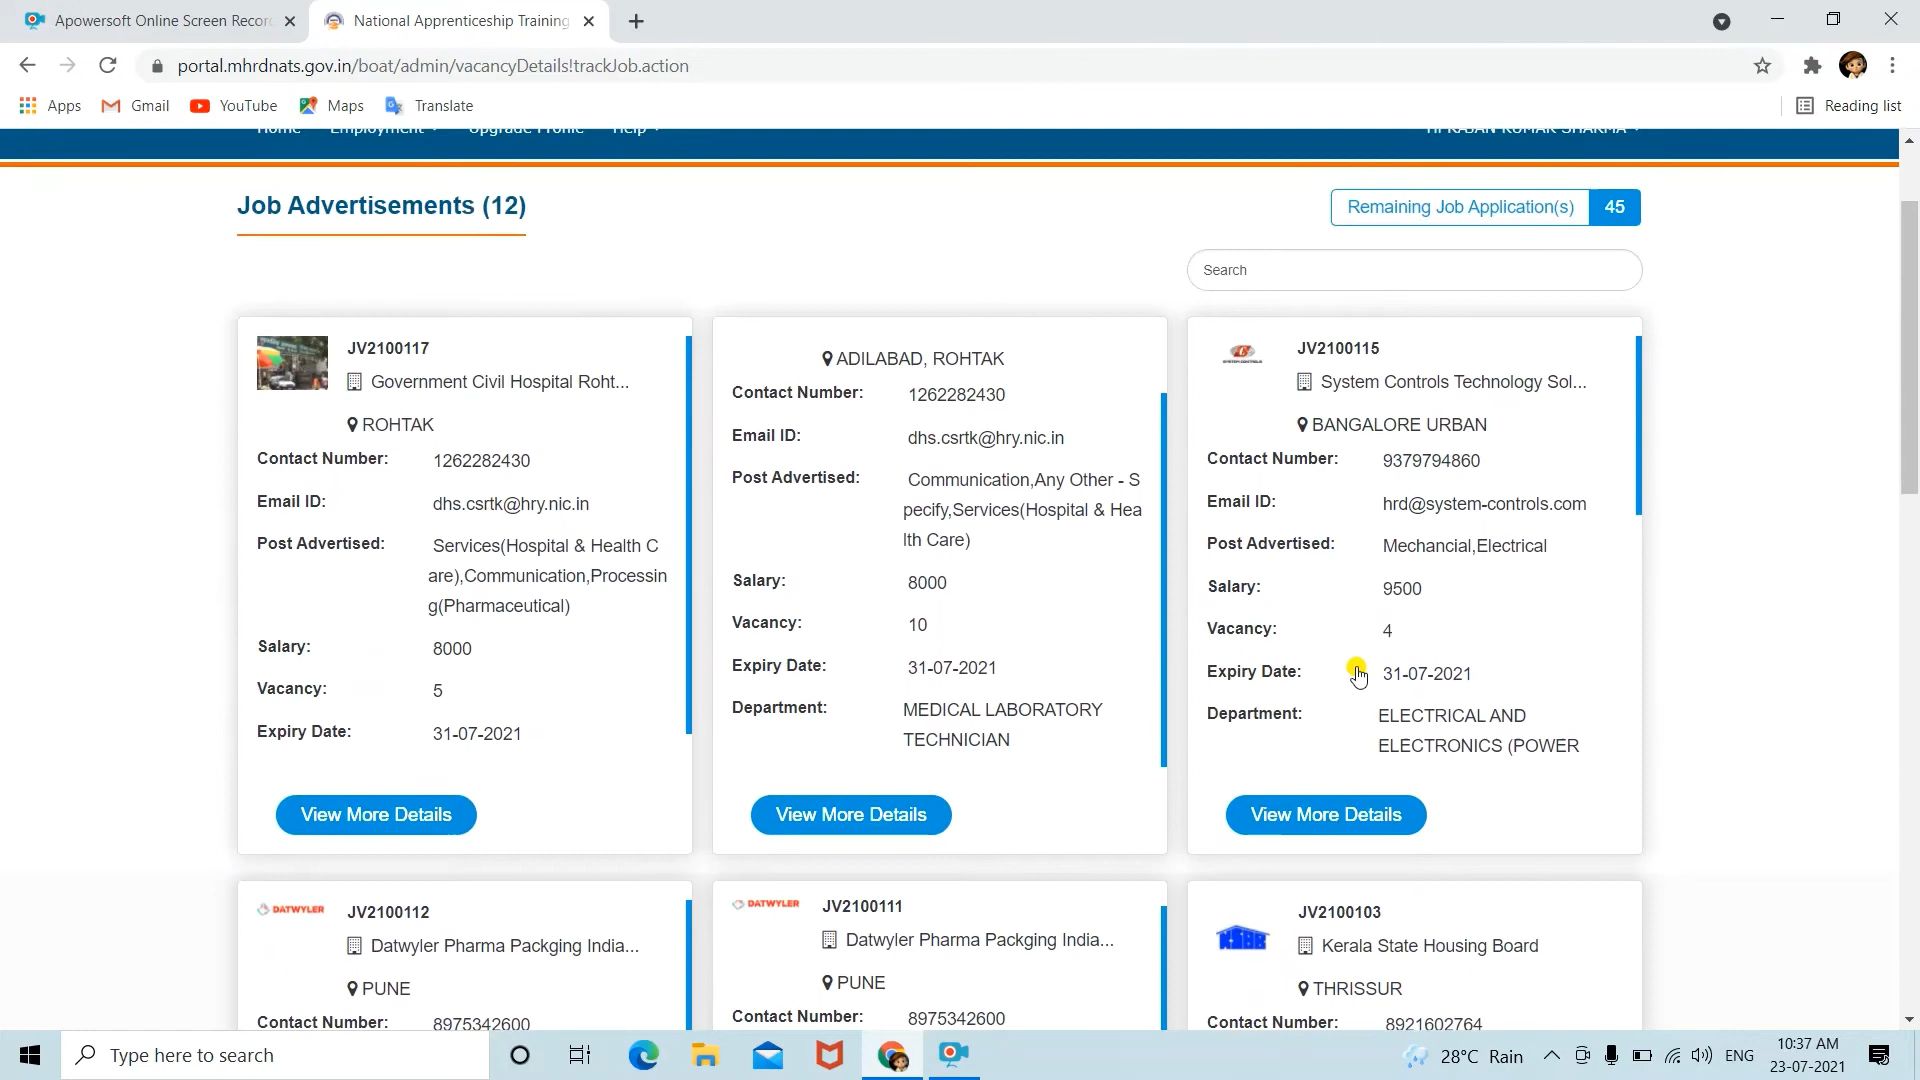 Apowersoft Online Screen Recor
National Apprenticeship Training
portal.mhrdnats.gov.in/boat/admin/vacancyDetails!trackJob.action
Apps Gmail YouTube Maps Translate Reading list
Home Employment Upgrade Profile Help
Job Advertisements (12)
Remaining Job Application(s) 45
Search
JV2100117
Government Civil Hospital Roht...
ROHTAK
Contact Number: 1262282430
Email ID: dhs.csrtk@hry.nic.in
Post Advertised: Services(Hospital & Health C
are),Communication,Processin
g(Pharmaceutical)
Salary: 8000
Vacancy: 5
Expiry Date: 31-07-2021
View More Details
ADILABAD, ROHTAK
Contact Number: 1262282430
Email ID: dhs.csrtk@hry.nic.in
Post Advertised: Communication,Any Other - S
pecify,Services(Hospital & Hea
lth Care)
Salary: 8000
Vacancy: 10
Expiry Date: 31-07-2021
Department: MEDICAL LABORATORY
TECHNICIAN
View More Details
SYSTEM CONTROLS
JV2100115
System Controls Technology Sol...
BANGALORE URBAN
Contact Number: 9379794860
Email ID: hrd@system-controls.com
Post Advertised: Mechancial,Electrical
Salary: 9500
Vacancy: 4
Expiry Date: 31-07-2021
Department: ELECTRICAL AND
ELECTRONICS (POWER
View More Details
DATWYLER
JV2100112
Datwyler Pharma Packging India...
PUNE
Contact Number: 8975342600
DATWYLER
JV2100111
Datwyler Pharma Packging India...
PUNE
Contact Number: 8975342600
KSHB
JV2100103
Kerala State Housing Board
THRISSUR
Contact Number: 8921602764
Type here to search
28°C Rain
ENG
10:37 AM
23-07-2021